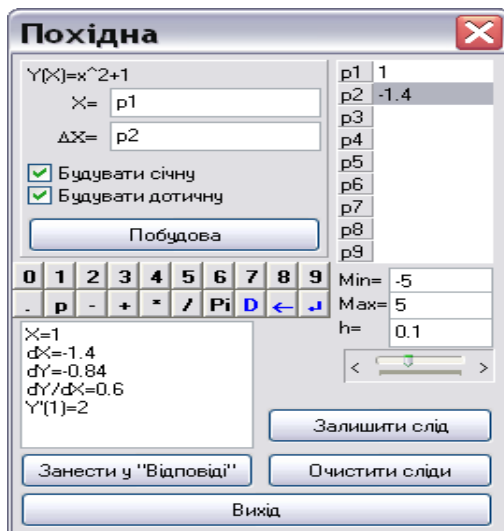 Похідна
Y(X)=x^2+1
X= p1
ΔX= p2
Будувати січну
Будувати дотичну
Побудова
p1 1
p2 -1.4
p3
p4
p5
p6
p7
p8
p9
0 1 2 3 4 5 6 7 8 9
. p - + * / Pi D ← ↲
Min= -5
Max= 5
h= 0.1
< >
X=1
dX=-1.4
dY=-0.84
dY/dX=0.6
Y'(1)=2
Залишити слід
Занести у "Відповіді"
Очистити сліди
Вихід